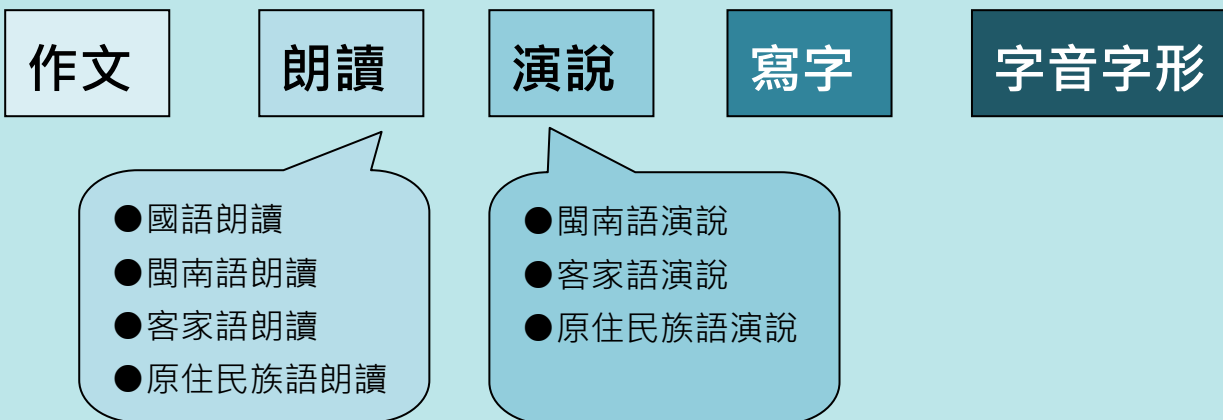 作文
朗讀
演說
寫字
字音字形
●國語朗讀
●閩南語朗讀
●客家語朗讀
●原住民族語朗讀
●閩南語演說
●客家語演說
●原住民族語演說